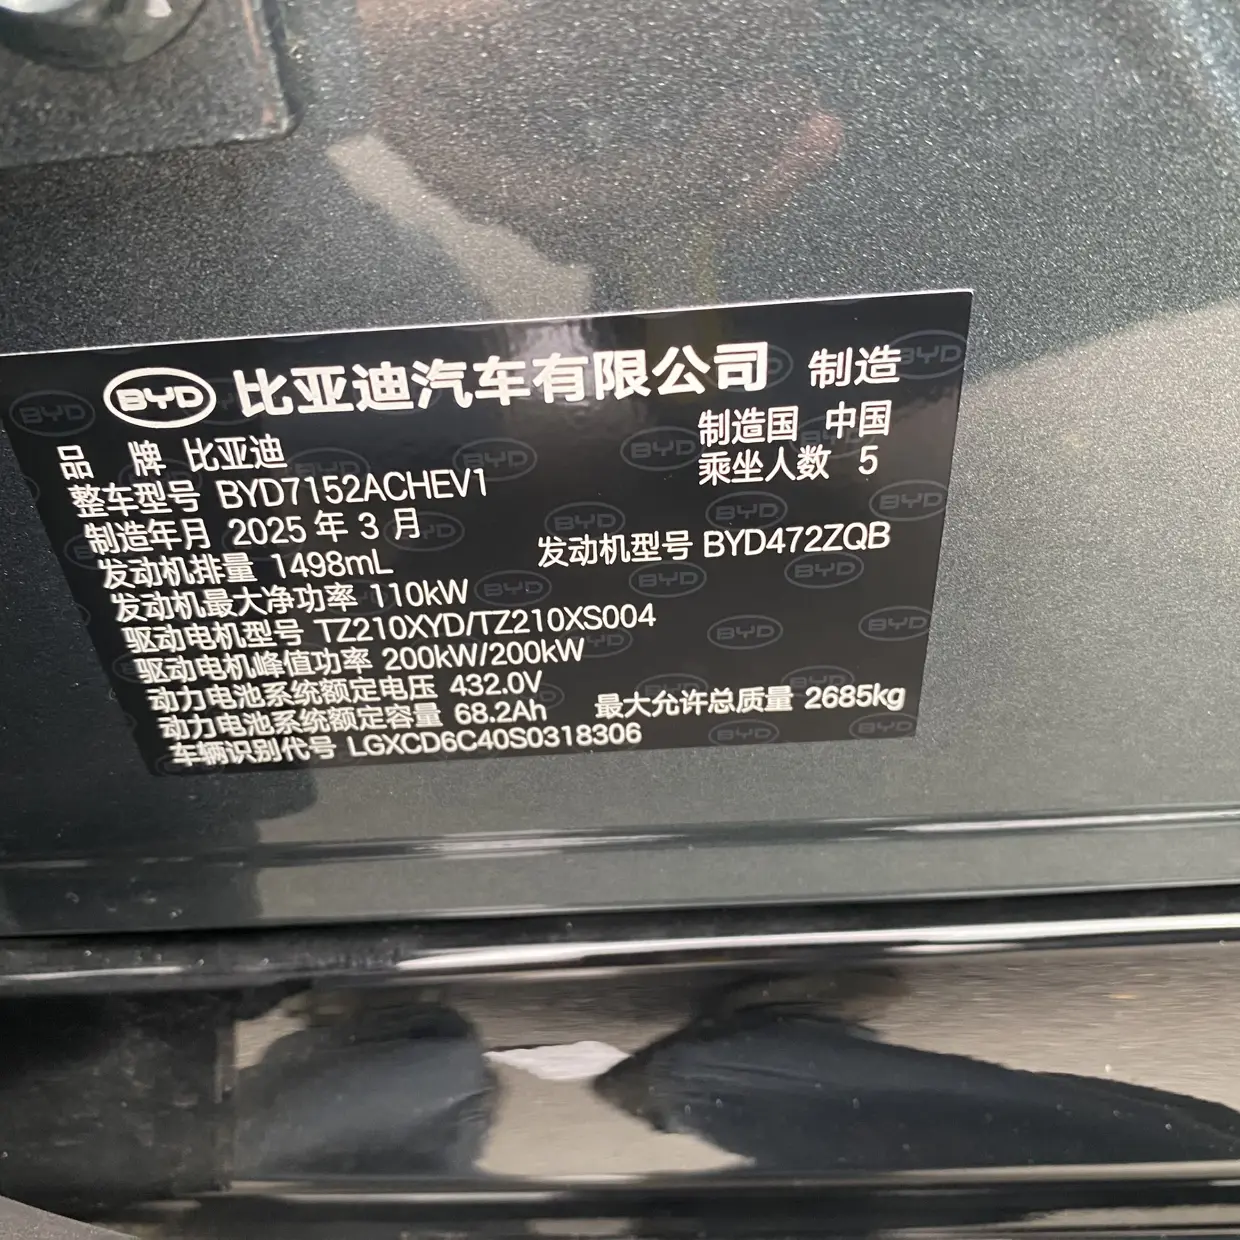 BYD 比亚迪汽车有限公司 制造
品 牌 比亚迪 制造国 中国
整车型号 BYD7152ACHEV1 乘坐人数 5
制造年月 2025 年 3 月
发动机排量 1498mL 发动机型号 BYD472ZQB
发动机最大净功率 110kW
驱动电机型号 TZ210XYD/TZ210XS004
驱动电机峰值功率 200kW/200kW
动力电池系统额定电压 432.0V
动力电池系统额定容量 68.2Ah 最大允许总质量 2685kg
车辆识别代号 LGXCD6C40S0318306